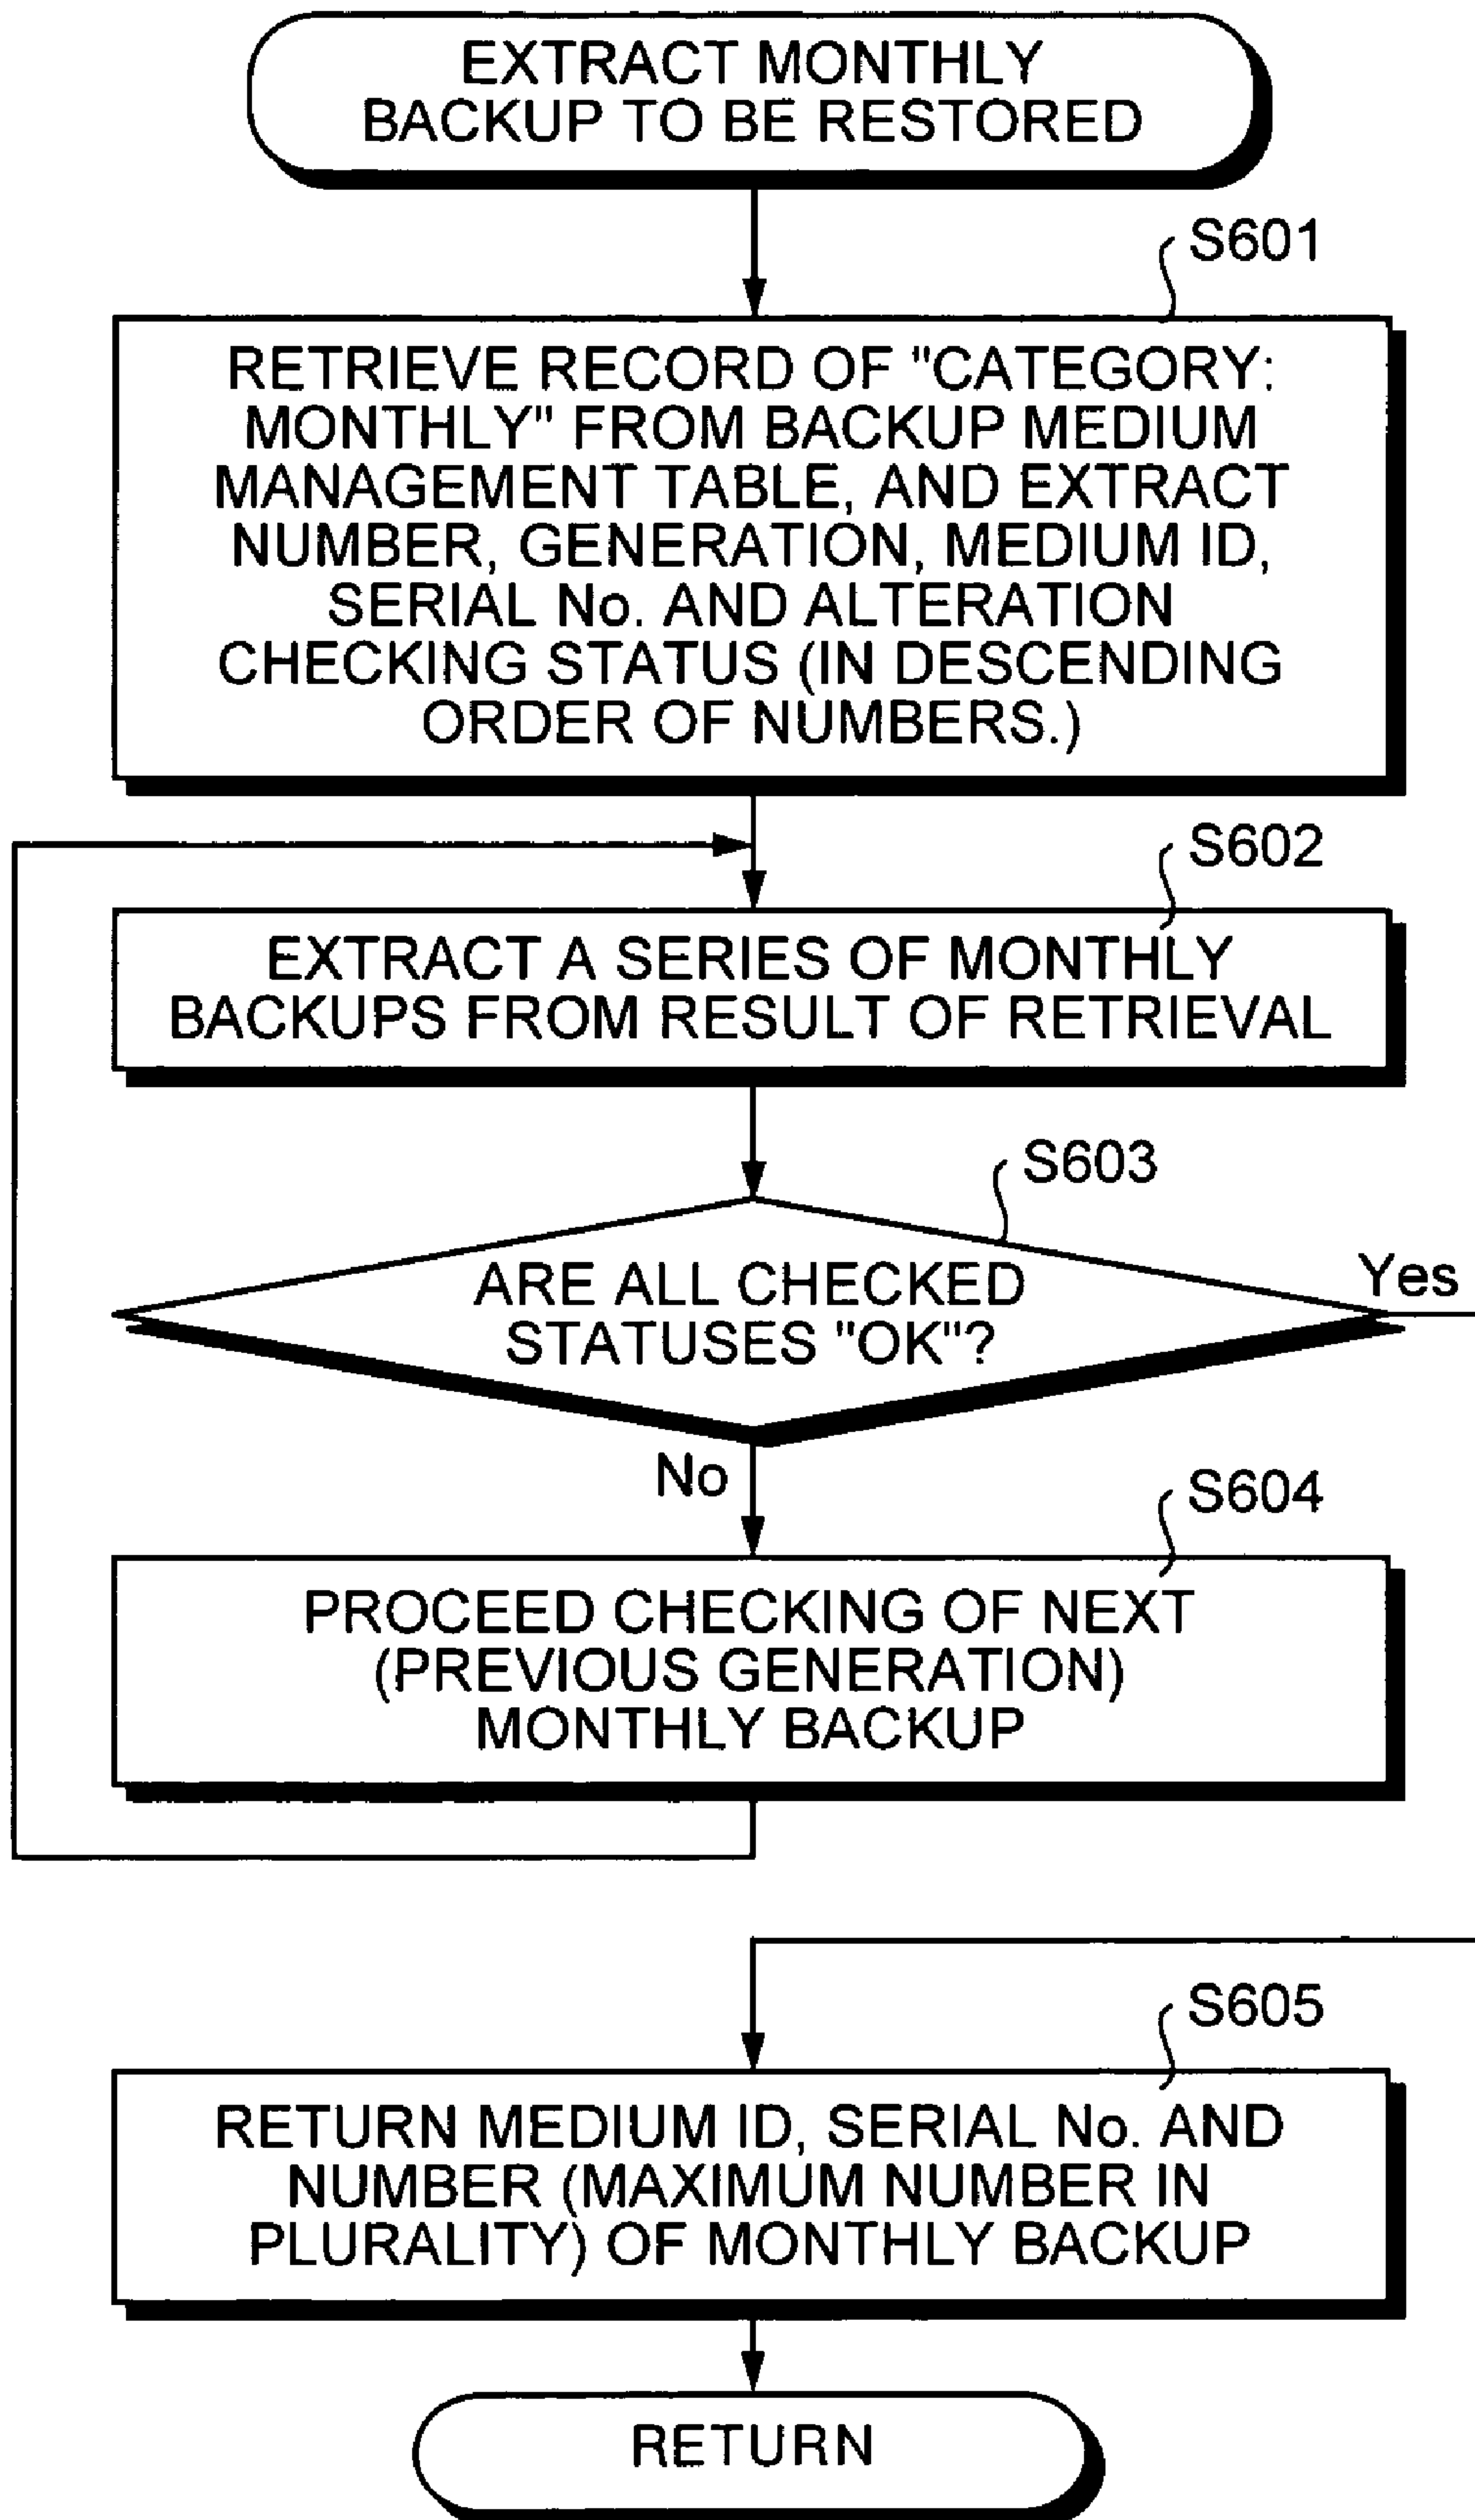 EXTRACT MONTHLY
BACKUP TO BE RESTORED
S601
RETRIEVE RECORD OF "CATEGORY:
MONTHLY" FROM BACKUP MEDIUM
MANAGEMENT TABLE, AND EXTRACT
NUMBER, GENERATION, MEDIUM ID,
SERIAL No. AND ALTERATION
CHECKING STATUS (IN DESCENDING
ORDER OF NUMBERS.)
S602
EXTRACT A SERIES OF MONTHLY
BACKUPS FROM RESULT OF RETRIEVAL
S603
ARE ALL CHECKED
STATUSES "OK"?
Yes
No
S604
PROCEED CHECKING OF NEXT
(PREVIOUS GENERATION)
MONTHLY BACKUP
S605
RETURN MEDIUM ID, SERIAL No. AND
NUMBER (MAXIMUM NUMBER IN
PLURALITY) OF MONTHLY BACKUP
RETURN